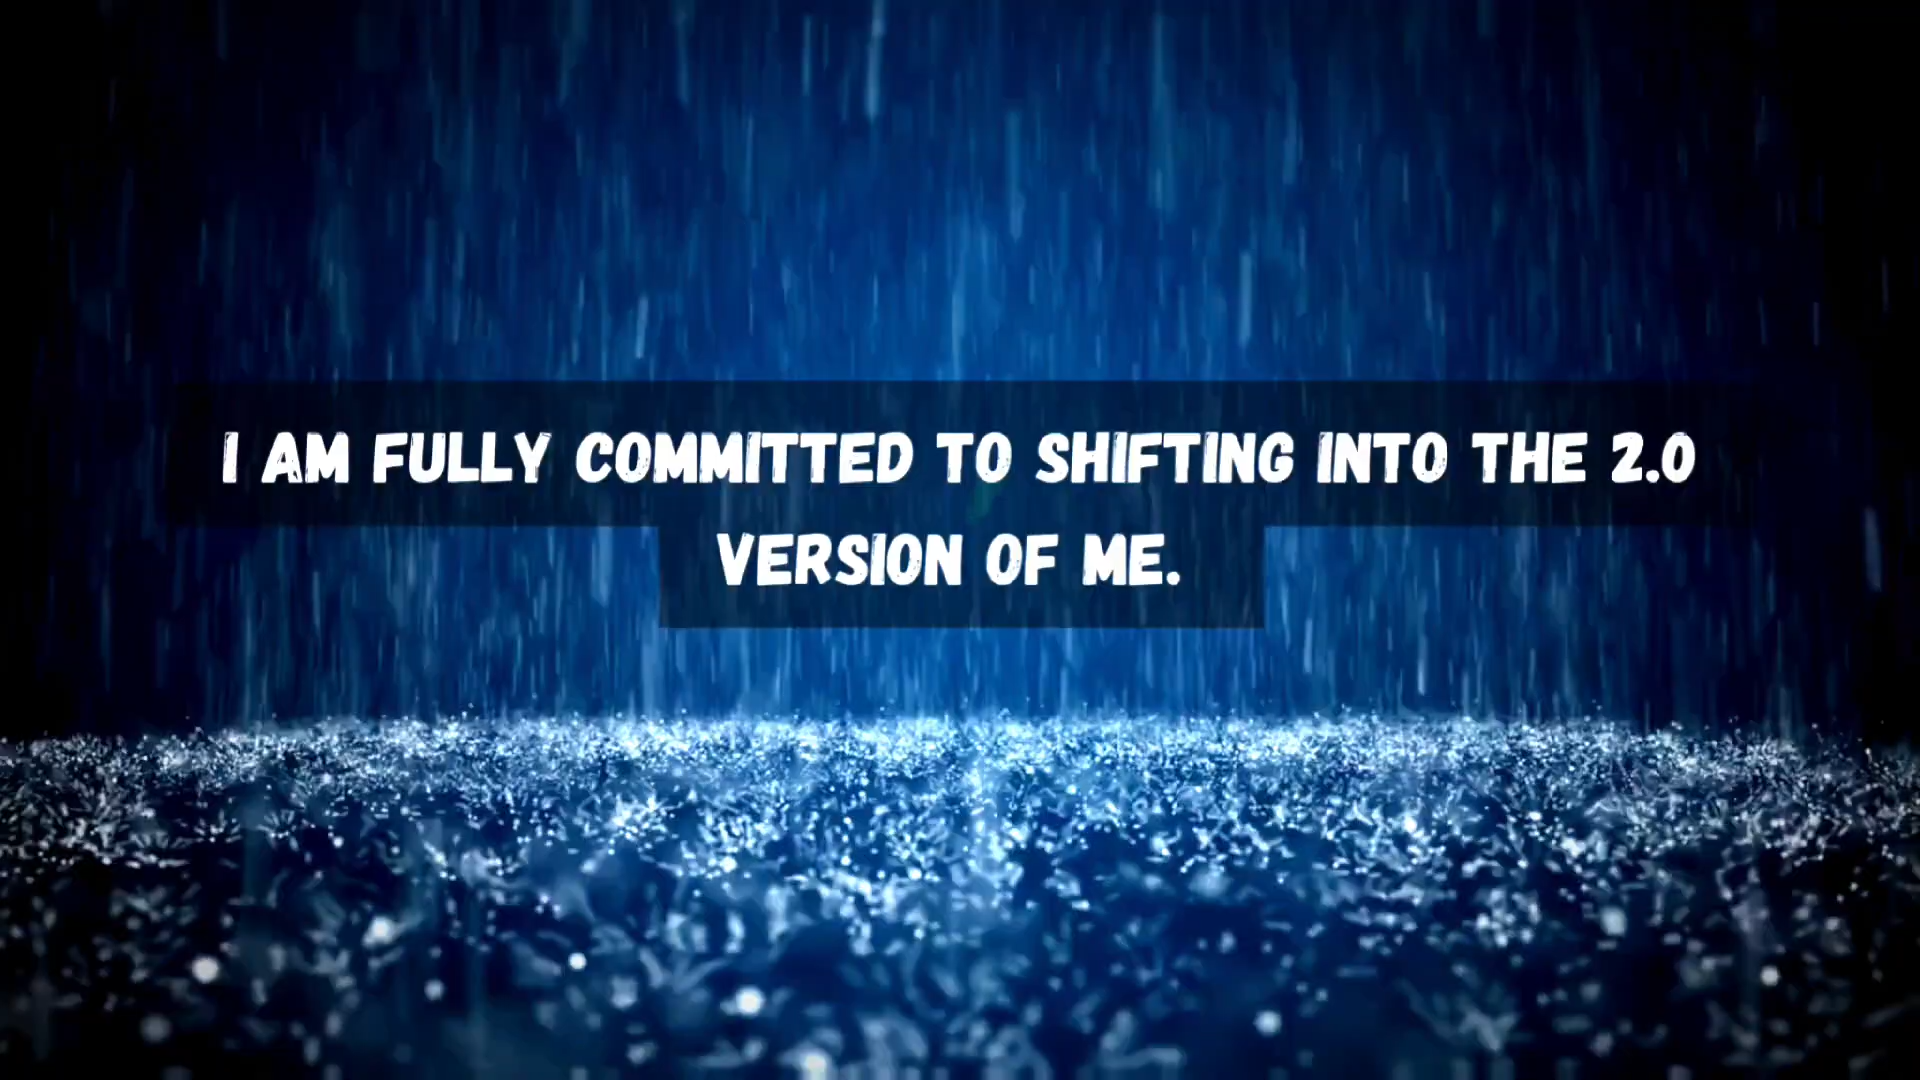 I AM FULLY COMMITTED TO SHIFTING INTO THE 2.0
VERSION OF ME.